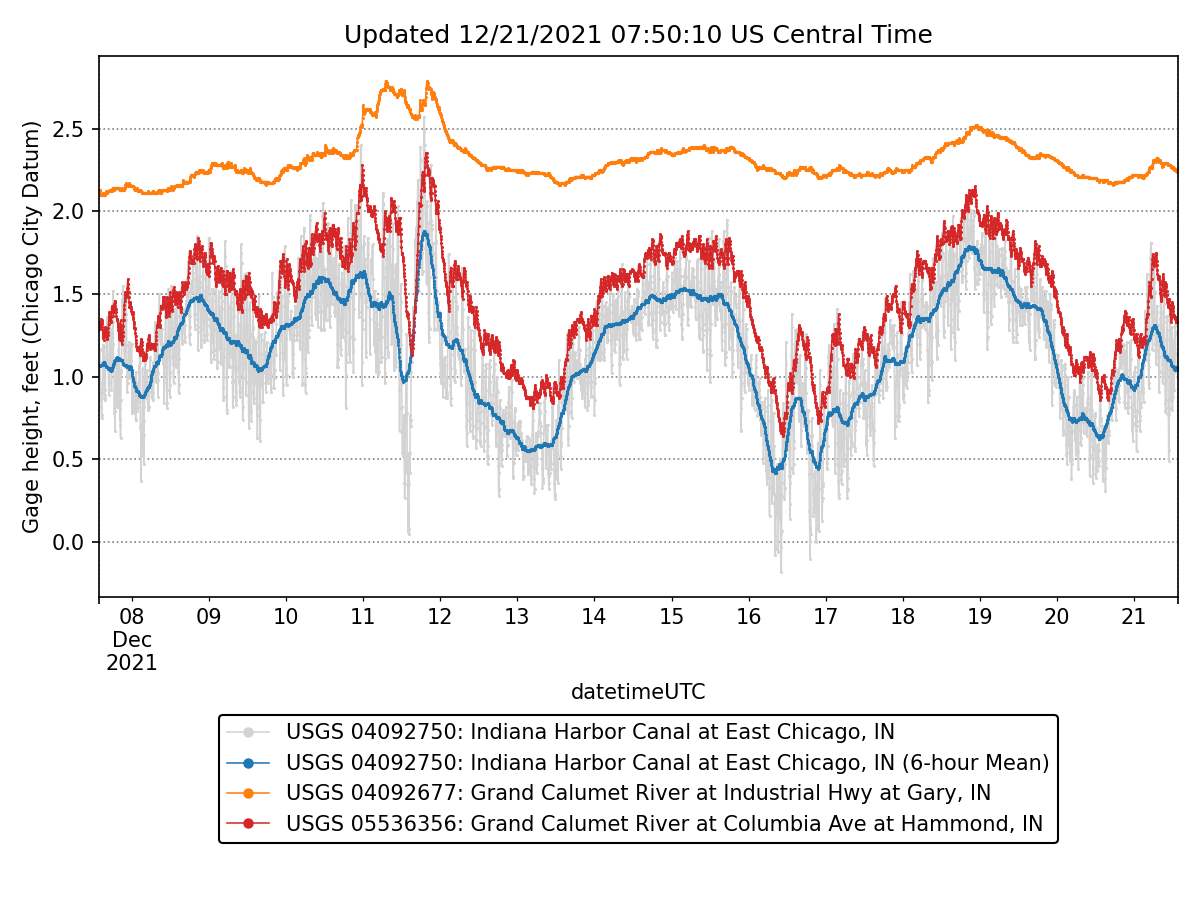 Updated 12/21/2021 07:50:10 US Central Time
Gage height, feet (Chicago City Datum)
2.5
2.0
1.5
1.0
0.5
0.0
08 09 10 11 12 13 14 15 16 17 18 19 20 21
Dec
2021
datetimeUTC
USGS 04092750: Indiana Harbor Canal at East Chicago, IN
USGS 04092750: Indiana Harbor Canal at East Chicago, IN (6-hour Mean)
USGS 04092677: Grand Calumet River at Industrial Hwy at Gary, IN
USGS 05536356: Grand Calumet River at Columbia Ave at Hammond, IN